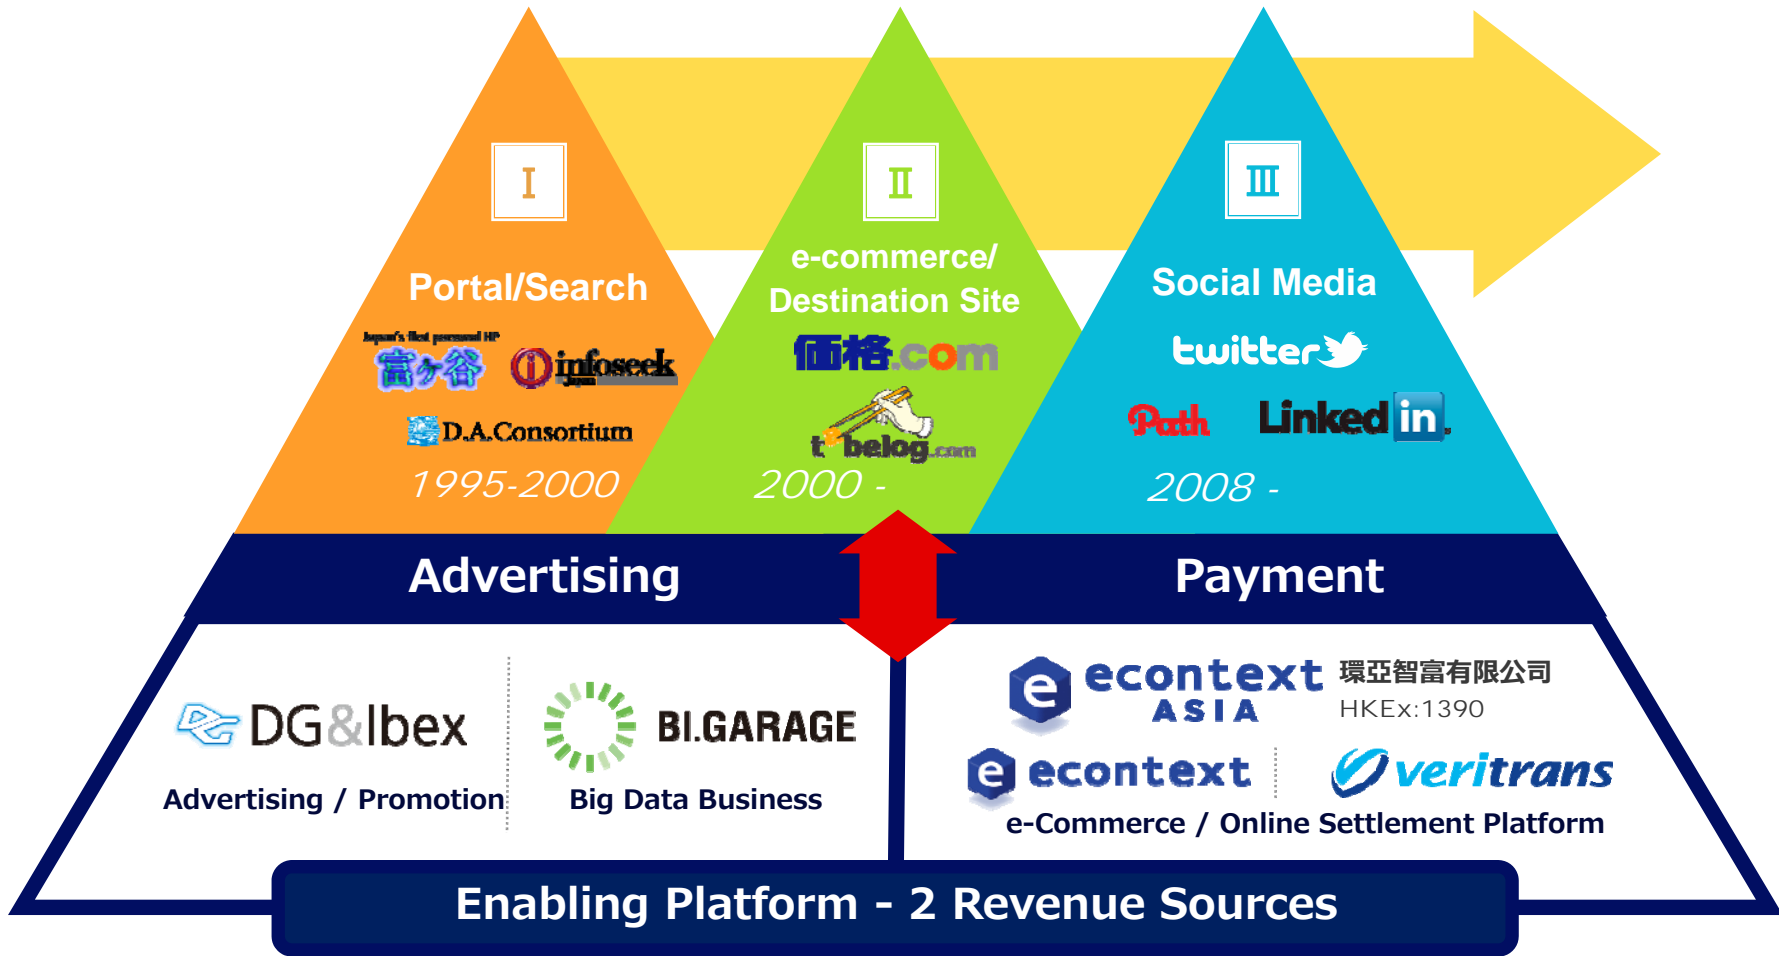 I
II
III
Portal/Search
e-commerce/
Destination Site
Social Media
Japan's first personal HP
富ヶ谷
infoseek
Japan
価格.com
twitter
D.A.Consortium
tabelog.com
Path
Linked in
1995-2000
2000 -
2008 -
Advertising
Payment
DG&Ibex
BI.GARAGE
Advertising / Promotion
Big Data Business
econtext
ASIA
環亞智富有限公司
HKEx:1390
econtext
veritrans
e-Commerce / Online Settlement Platform
Enabling Platform - 2 Revenue Sources